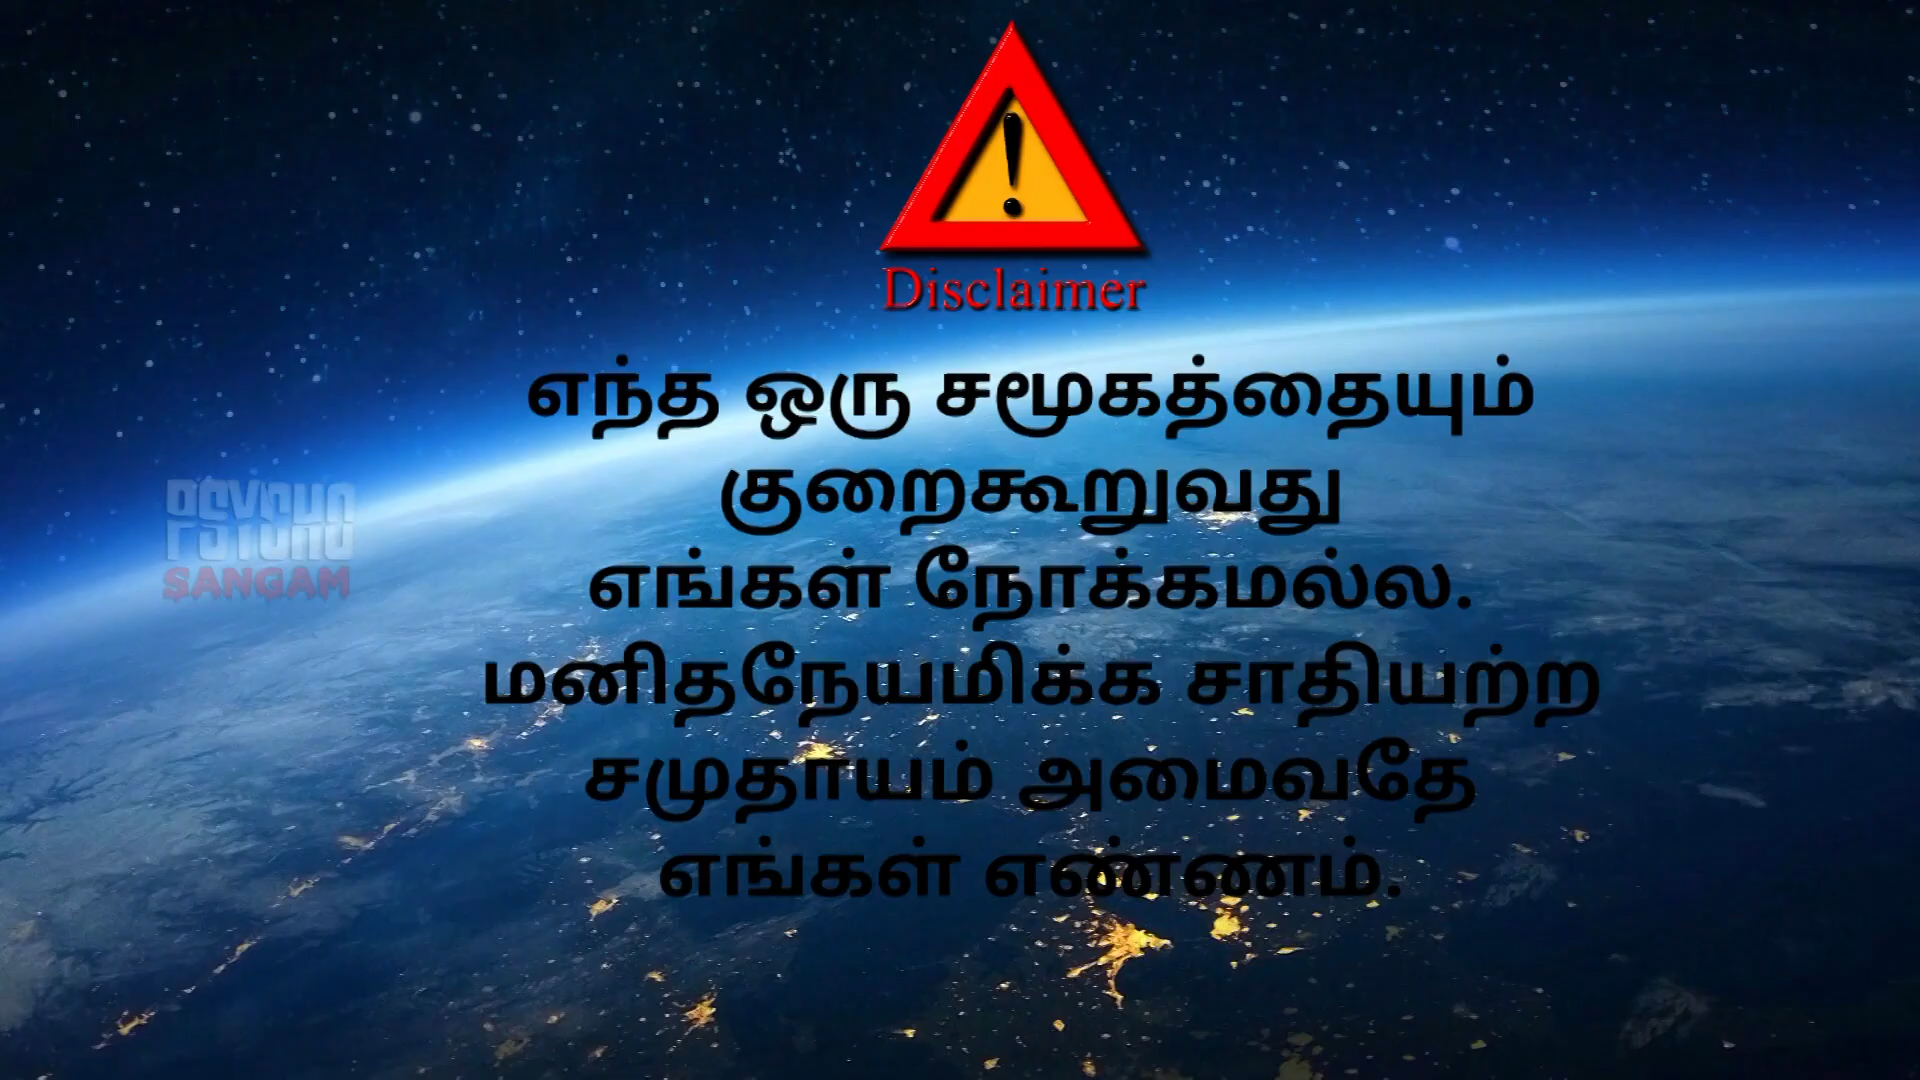 Disclaimer
எந்த ஒரு சமூகத்தையும்
குறைகூறுவது
எங்கள் நோக்கமல்ல.
மனிதநேயமிக்க சாதியற்ற
சமுதாயம் அமைவதே
எங்கள் எண்ணம்.
PSYCHO
SANGAM